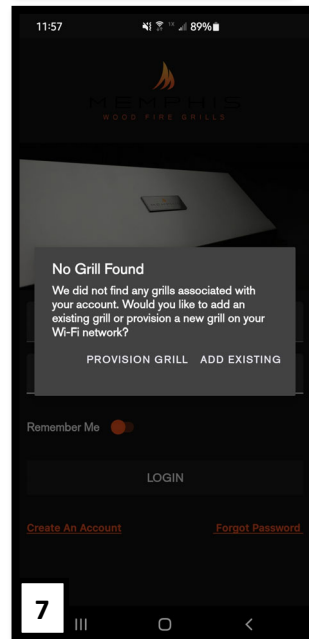 11:57
89%
MEMPHIS
WOOD FIRE GRILLS
No Grill Found
We did not find any grills associated with
your account. Would you like to add an
existing grill or provision a new grill on your
Wi-Fi network?
PROVISION GRILL ADD EXISTING
Remember Me
LOGIN
Create An Account Forgot Password
7